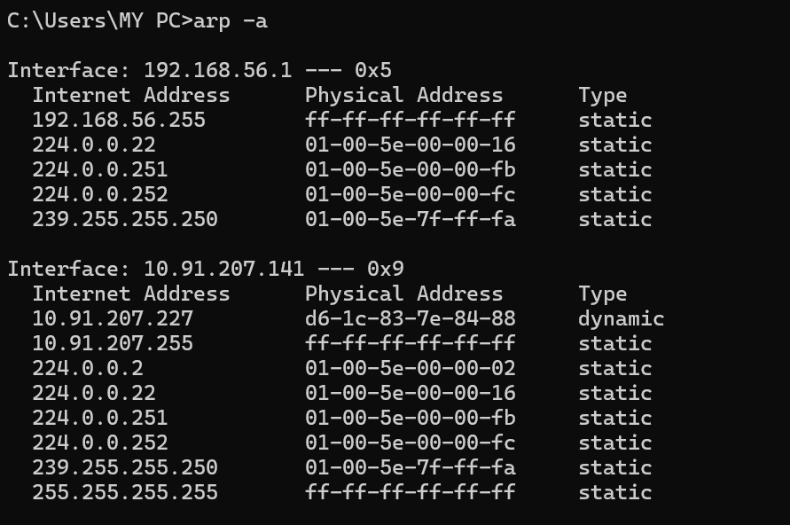 C:\Users\MY PC>arp -a
Interface: 192.168.56.1 --- 0x5
Internet Address Physical Address Type
192.168.56.255 ff-ff-ff-ff-ff-ff static
224.0.0.22 01-00-5e-00-00-16 static
224.0.0.251 01-00-5e-00-00-fb static
224.0.0.252 01-00-5e-00-00-fc static
239.255.255.250 01-00-5e-7f-ff-fa static
Interface: 10.91.207.141 --- 0x9
Internet Address Physical Address Type
10.91.207.227 d6-1c-83-7e-84-88 dynamic
10.91.207.255 ff-ff-ff-ff-ff-ff static
224.0.0.2 01-00-5e-00-00-02 static
224.0.0.22 01-00-5e-00-00-16 static
224.0.0.251 01-00-5e-00-00-fb static
224.0.0.252 01-00-5e-00-00-fc static
239.255.255.250 01-00-5e-7f-ff-fa static
255.255.255.255 ff-ff-ff-ff-ff-ff static